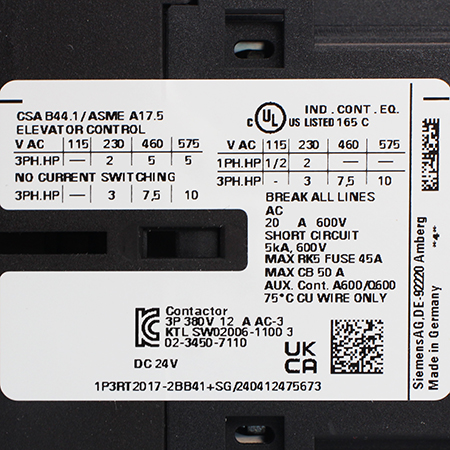 CSA B44.1/ASME A17.5
ELEVATOR CONTROL
V AC 115 230 460 575
3PH.HP — 2 5 5
NO CURRENT SWITCHING
3PH.HP — 3 7,5 10
C UL US LISTED 165 C
IND. CONT. EQ.
V AC 115 230 460 575
1PH.HP 1/2 2 — —
3PH.HP — 3 7,5 10
BREAK ALL LINES
AC
20 A 600V
SHORT CIRCUIT
5kA, 600V
MAX RK5 FUSE 45A
MAX CB 50 A
AUX. Cont. A600/Q600
75°C CU WIRE ONLY
Contactor
3P 380V 12 A AC-3
KTL SW02006-1100 3
02-3450-7110
DC 24V
UK
CA
1P3RT2017-2BB41+SG/240412475673
SiemensAG,DE-92220 Amberg
Made in Germany "4"